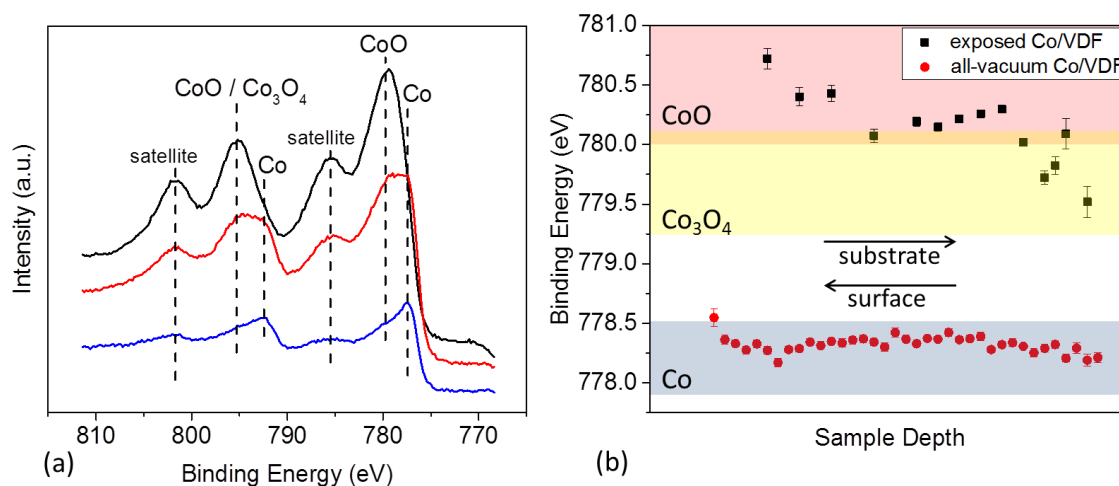 CoO
Co
CoO / Co₃O₄
satellite
Co
satellite
Intensity (a.u.)
810
800
790
780
770
Binding Energy (eV)
(a)
781.0
780.5
780.0
779.5
779.0
778.5
778.0
Binding Energy (eV)
exposed Co/VDF
all-vacuum Co/VDF
CoO
Co₃O₄
substrate
surface
Co
Sample Depth
(b)